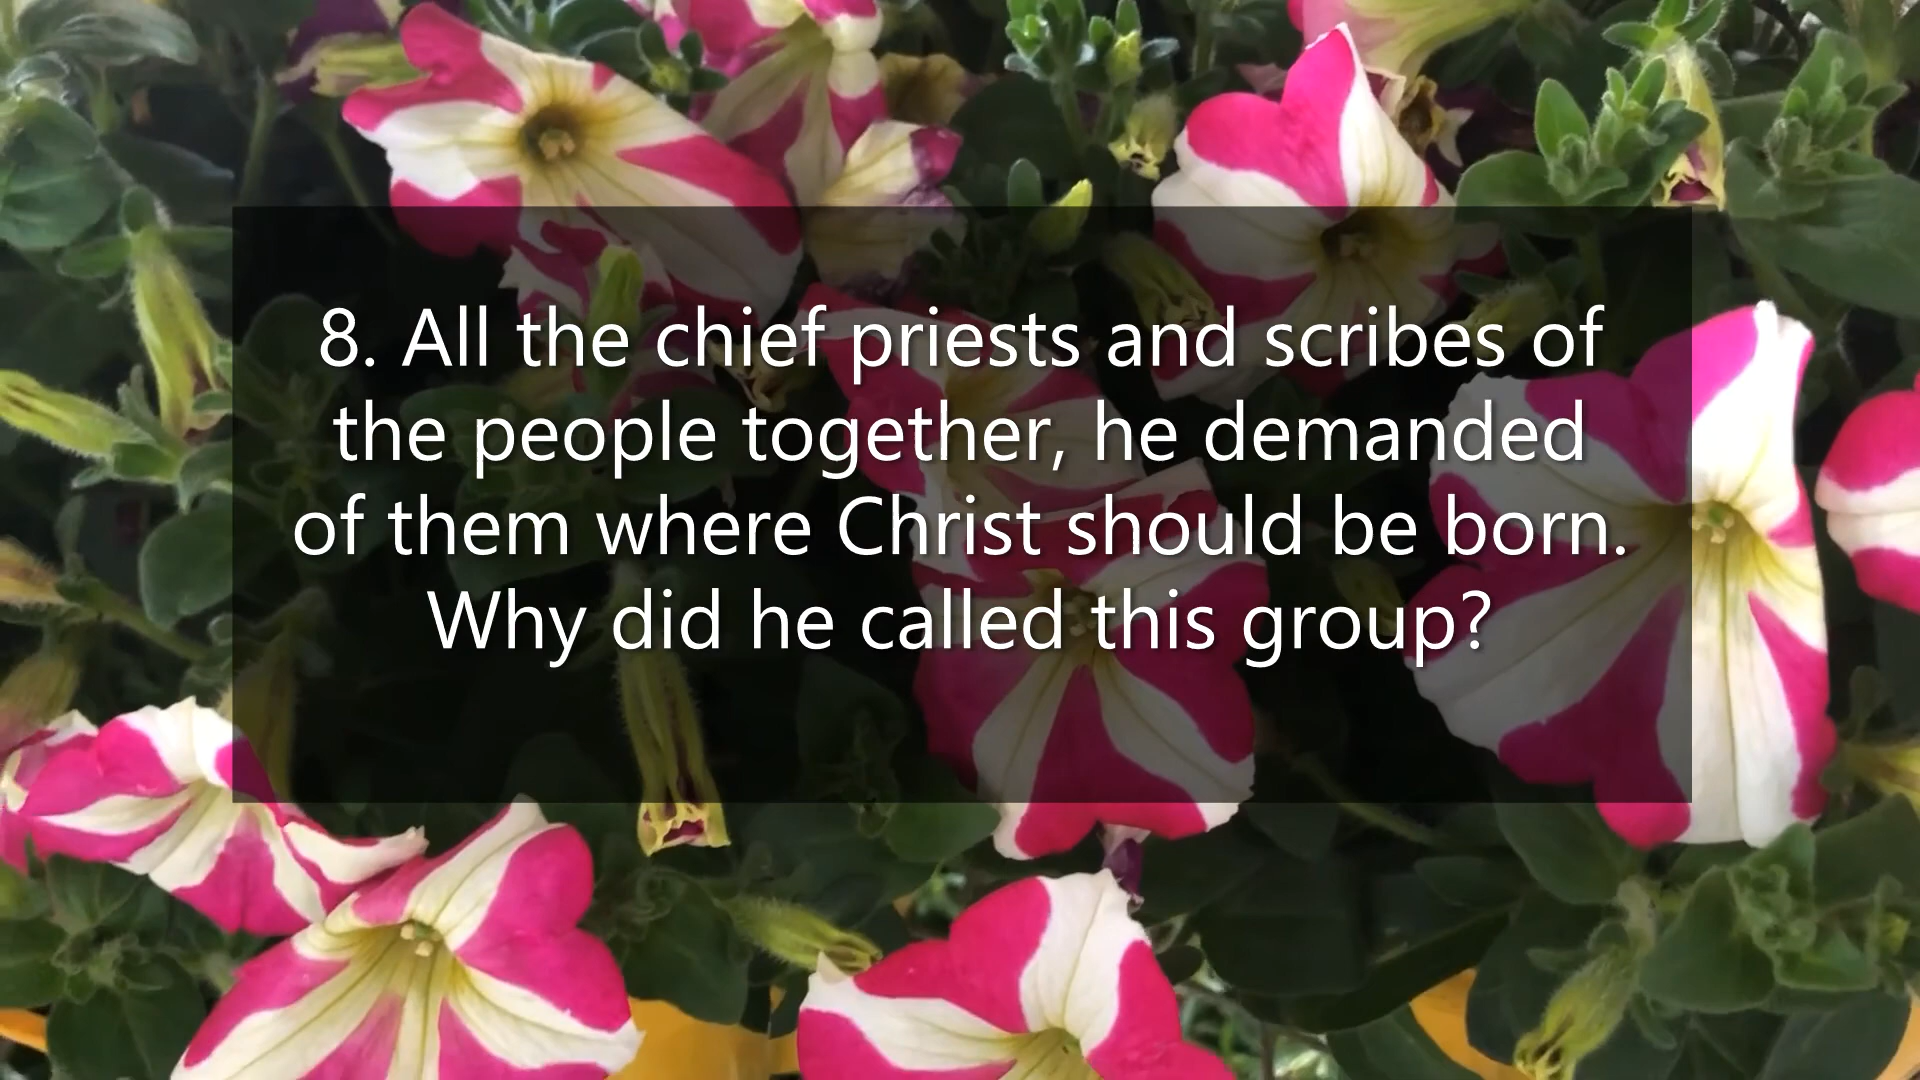 8. All the chief priests and scribes of
the people together, he demanded
of them where Christ should be born.
Why did he called this group?